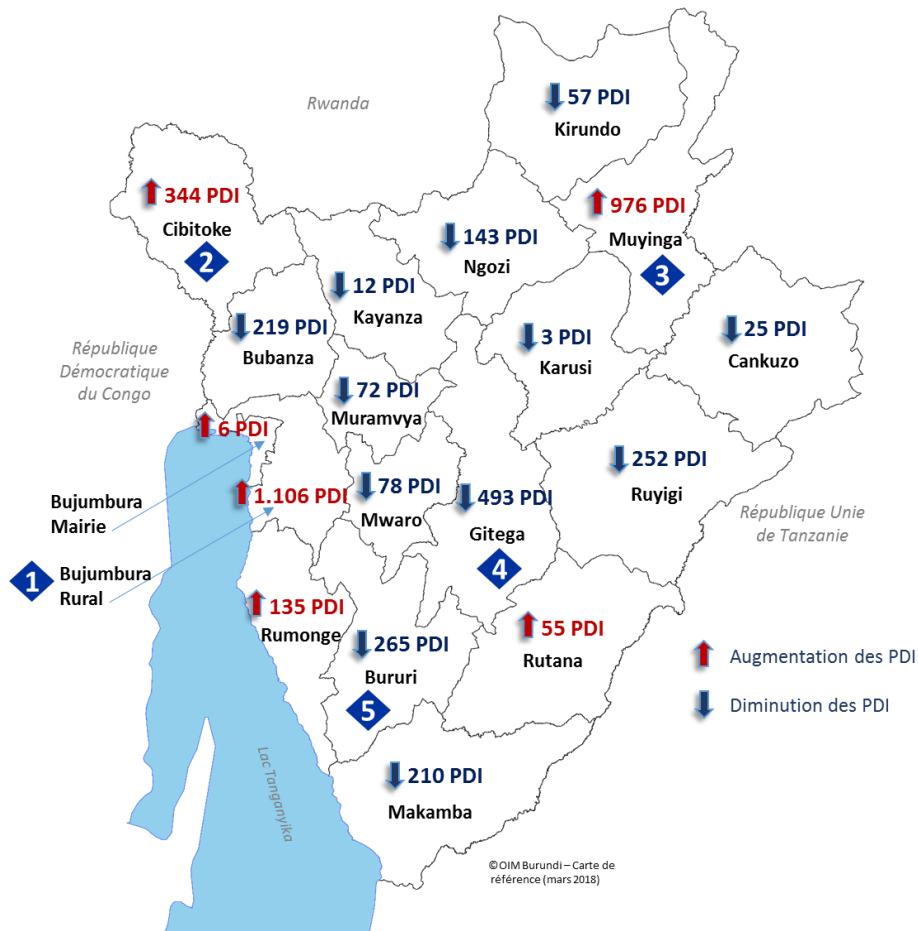 57 PDI
Kirundo
Rwanda
344 PDI
Cibitoke
2
976 PDI
Muyinga
3
143 PDI
Ngozi
12 PDI
Kayanza
219 PDI
Bubanza
3 PDI
Karusi
25 PDI
Cankuzo
République
Démocratique
du Congo
72 PDI
Muramvya
6 PDI
252 PDI
Ruyigi
78 PDI
Mwaro
493 PDI
Gitega
4
1.106 PDI
Bujumbura
Mairie
République Unie
de Tanzanie
1
Bujumbura
Rural
135 PDI
Rumonge
265 PDI
Bururi
5
55 PDI
Rutana
Augmentation des PDI
Diminution des PDI
Lac Tanganyika
210 PDI
Makamba
©OIM Burundi – Carte de
référence (mars 2018)